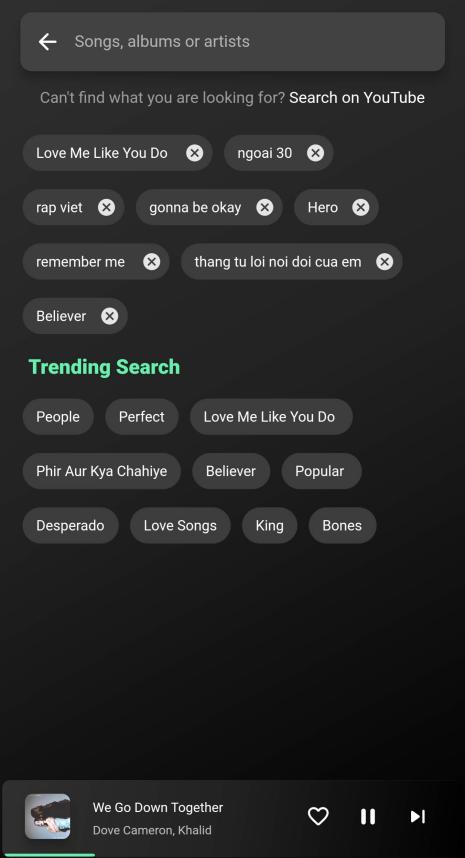 Songs, albums or artists
Can't find what you are looking for? Search on YouTube
Love Me Like You Do ngoai 30
rap viet gonna be okay Hero
remember me thang tu loi noi doi cua em
Believer
Trending Search
People Perfect Love Me Like You Do
Phir Aur Kya Chahiye Believer Popular
Desperado Love Songs King Bones
We Go Down Together
Dove Cameron, Khalid